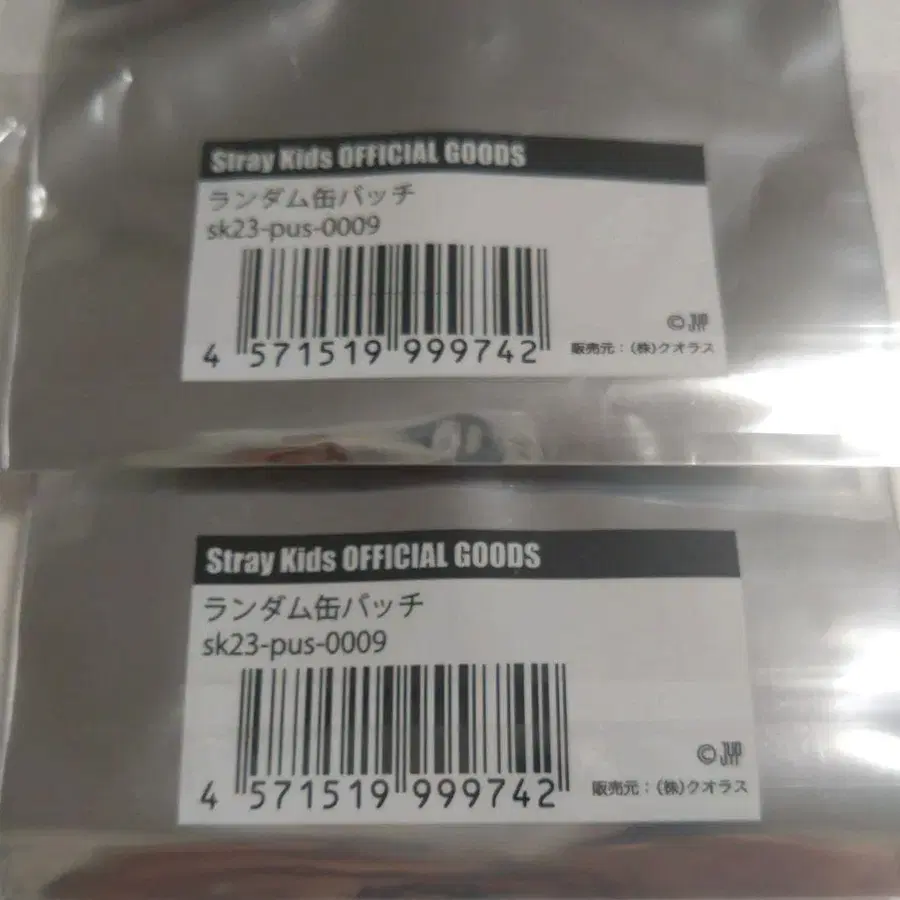 Stray Kids OFFICIAL GOODS
ランダム缶バッチ
sk23-pus-0009
4 571519 999742
©JYP
販売元：(株)クオラス
Stray Kids OFFICIAL GOODS
ランダム缶バッチ
sk23-pus-0009
4 571519 999742
©JYP
販売元：(株)クオラス